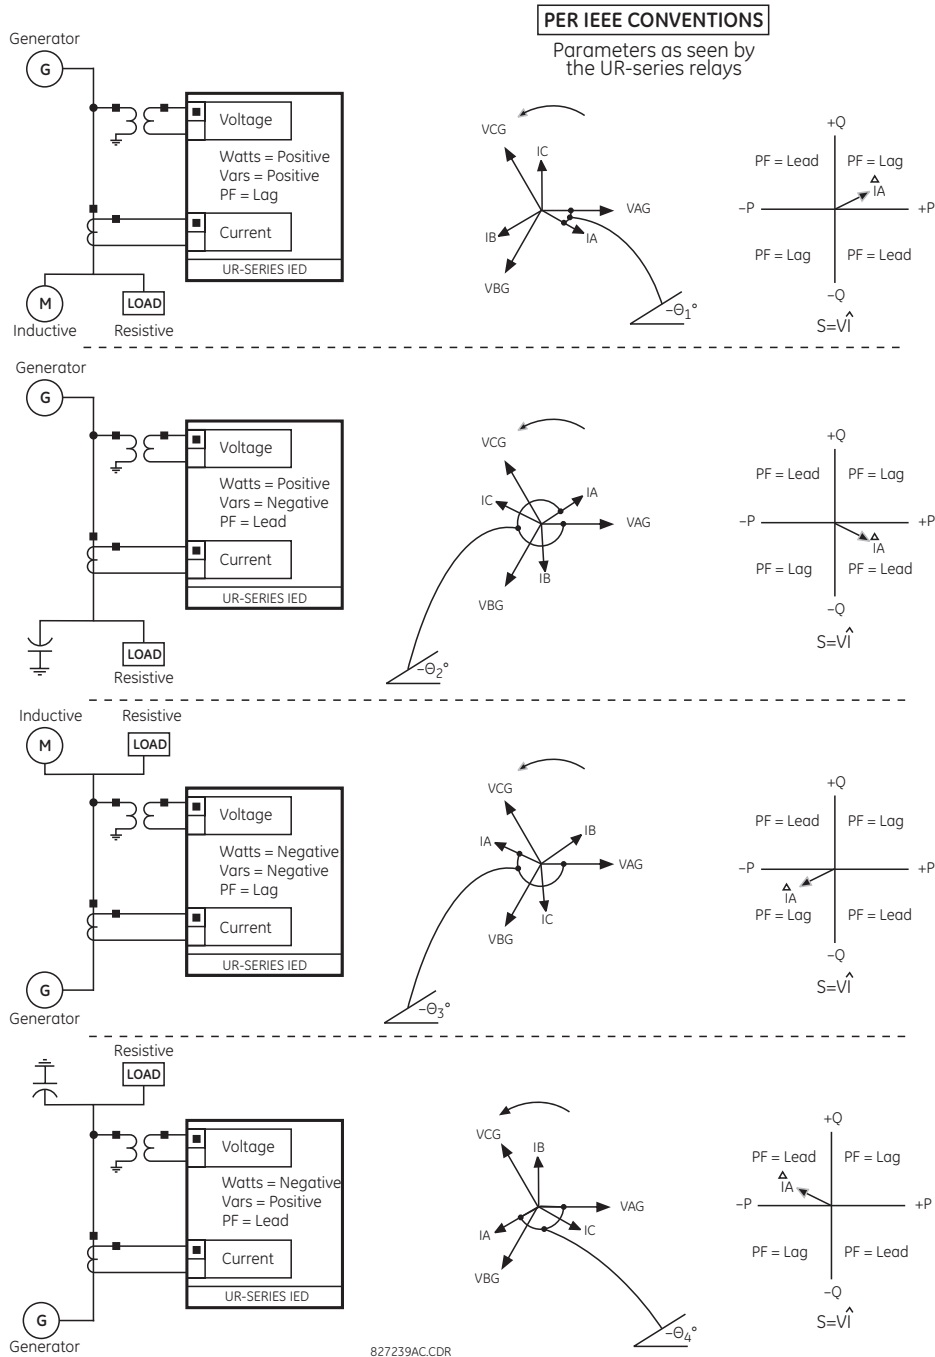 PER IEEE CONVENTIONS
Parameters as seen by
the UR-series relays
Generator
G
Voltage
Watts = Positive
Vars = Positive
PF = Lag
Current
UR-SERIES IED
M
LOAD
Inductive
Resistive
VCG
IC
VAG
IB
IA
VBG
–Θ1°
+Q
PF = Lead
PF = Lag
IA
–P
+P
PF = Lag
PF = Lead
–Q
S=VÎ
Generator
G
Voltage
Watts = Positive
Vars = Negative
PF = Lead
Current
UR-SERIES IED
LOAD
Resistive
VCG
IC
IA
VAG
IB
VBG
–Θ2°
+Q
PF = Lead
PF = Lag
–P
+P
IA
PF = Lag
PF = Lead
–Q
S=VÎ
Inductive
Resistive
M
LOAD
Voltage
Watts = Negative
Vars = Negative
PF = Lag
Current
UR-SERIES IED
G
Generator
VCG
IB
IA
VAG
IC
VBG
–Θ3°
+Q
PF = Lead
PF = Lag
–P
+P
IA
PF = Lag
PF = Lead
–Q
S=VÎ
Resistive
LOAD
Voltage
Watts = Negative
Vars = Positive
PF = Lead
Current
UR-SERIES IED
G
Generator
VCG
IB
VAG
IA
IC
VBG
–Θ4°
+Q
PF = Lead
PF = Lag
IA
–P
+P
PF = Lag
PF = Lead
–Q
S=VÎ
827239AC.CDR